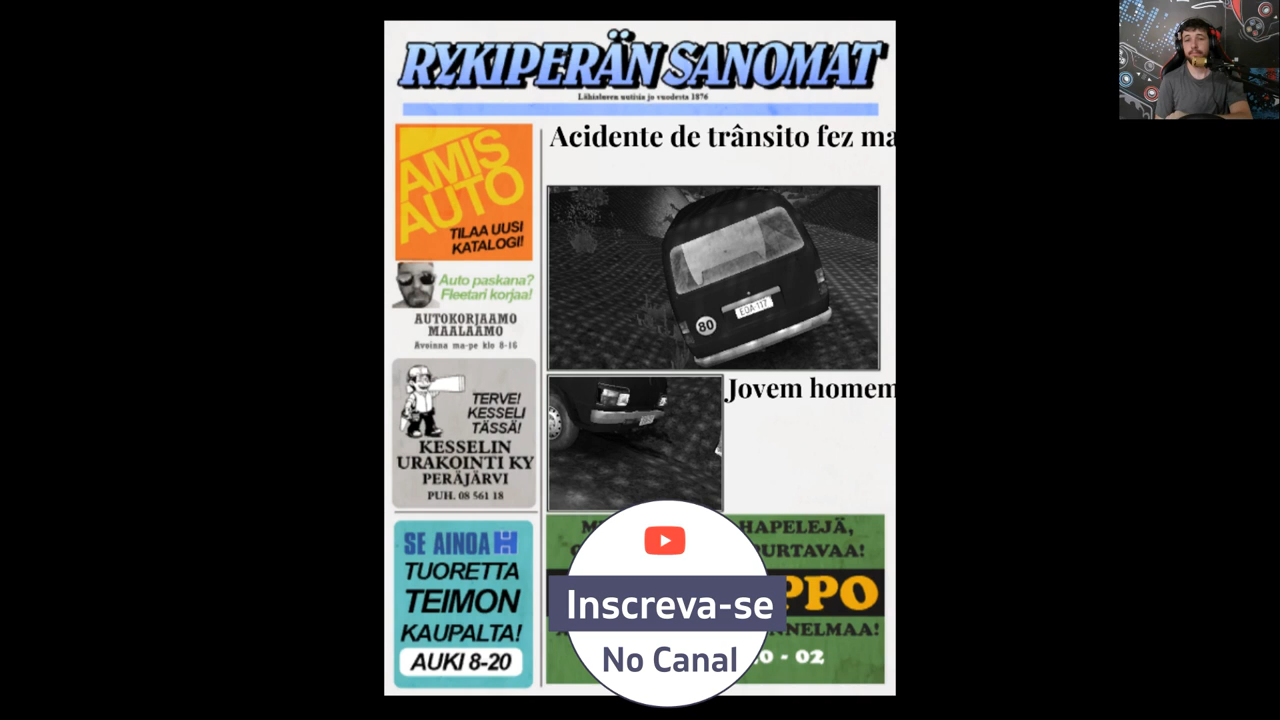 RYKIPERÄN SANOMAT
Lähialueen uutisia jo vuodesta 1876
AMIS
AUTO
TILAA UUSI
KATALOGI!
Auto paskana?
Fleetari korjaa!
AUTOKORJAAMO
MAALAAMO
Avoinna ma-pe klo 8-16
TERVE!
KESSELI
TÄSSÄ!
KESSELIN
URAKOINTI KY
PERÄJÄRVI
PUH. 08 561 18
SE AINOA H
TUORETTA
TEIMON
KAUPALTA!
AUKI 8-20
Acidente de trânsito fez ma
80
EQA-117
Jovem homem
HAPELEJÄ,
PURTAVAA!
PPO
NNELMAA!
0 - 02
Inscreva-se
No Canal